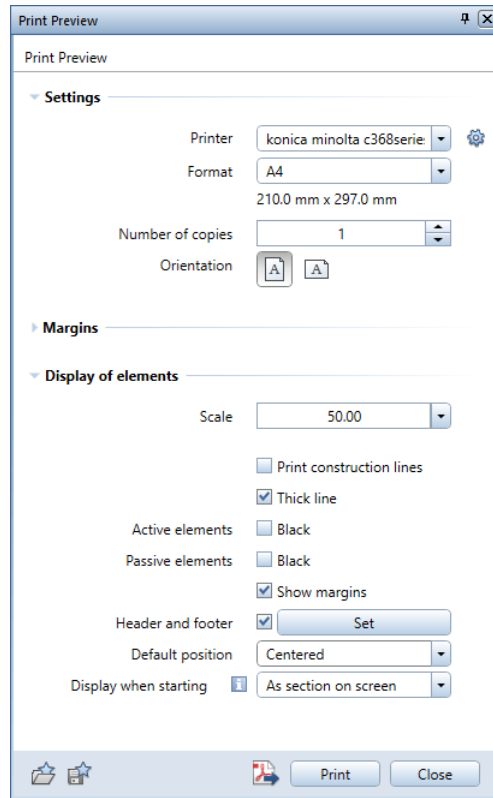 Print Preview
Print Preview
Settings
Printer konica minolta c368serie
Format A4
210.0 mm x 297.0 mm
Number of copies 1
Orientation A A
Margins
Display of elements
Scale 50.00
Print construction lines
Thick line
Active elements Black
Passive elements Black
Show margins
Header and footer Set
Default position Centered
Display when starting i As section on screen
Print Close